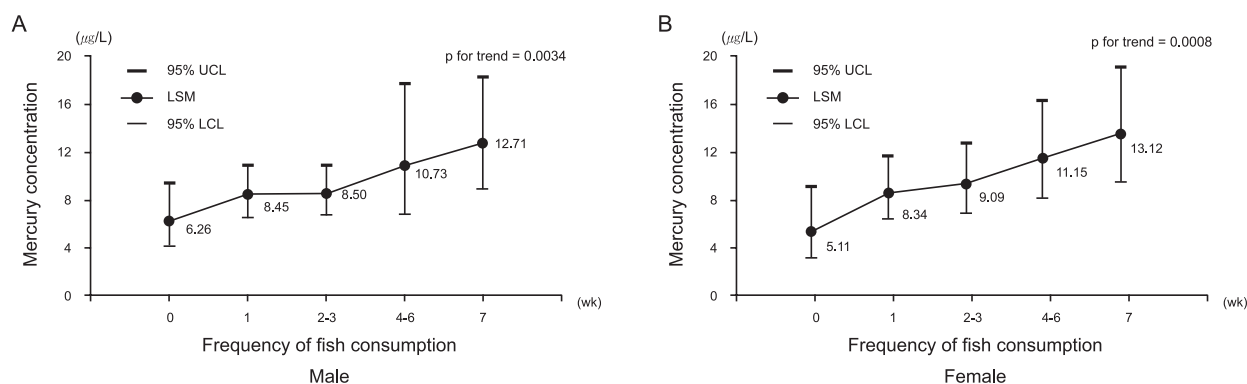 A
(μg/L)
p for trend = 0.0034
20
16
12
8
4
0
Mercury concentration
95% UCL
LSM
95% LCL
6.26
8.45
8.50
10.73
12.71
0
1
2-3
4-6
7
(wk)
Frequency of fish consumption
Male
B
(μg/L)
p for trend = 0.0008
20
16
12
8
4
0
Mercury concentration
95% UCL
LSM
95% LCL
5.11
8.34
9.09
11.15
13.12
0
1
2-3
4-6
7
(wk)
Frequency of fish consumption
Female